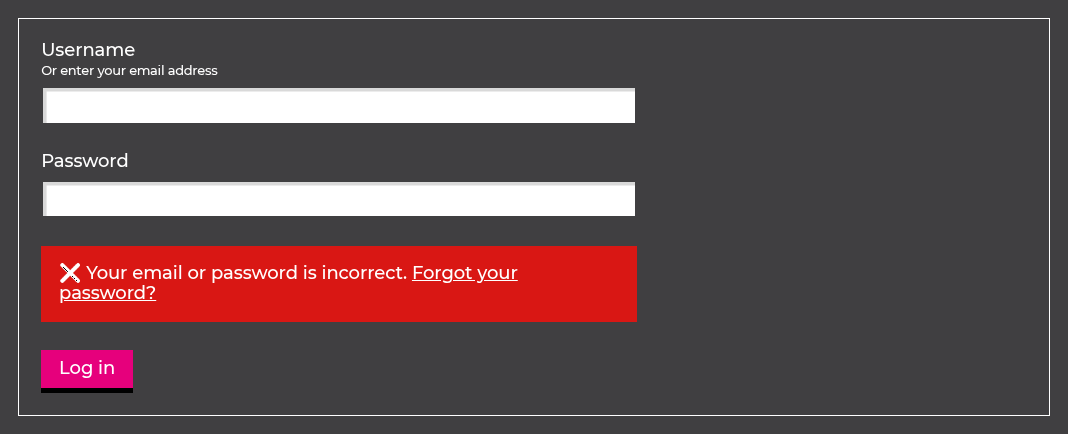 Username
Or enter your email address
Password
Your email or password is incorrect. Forgot your
password?
Log in